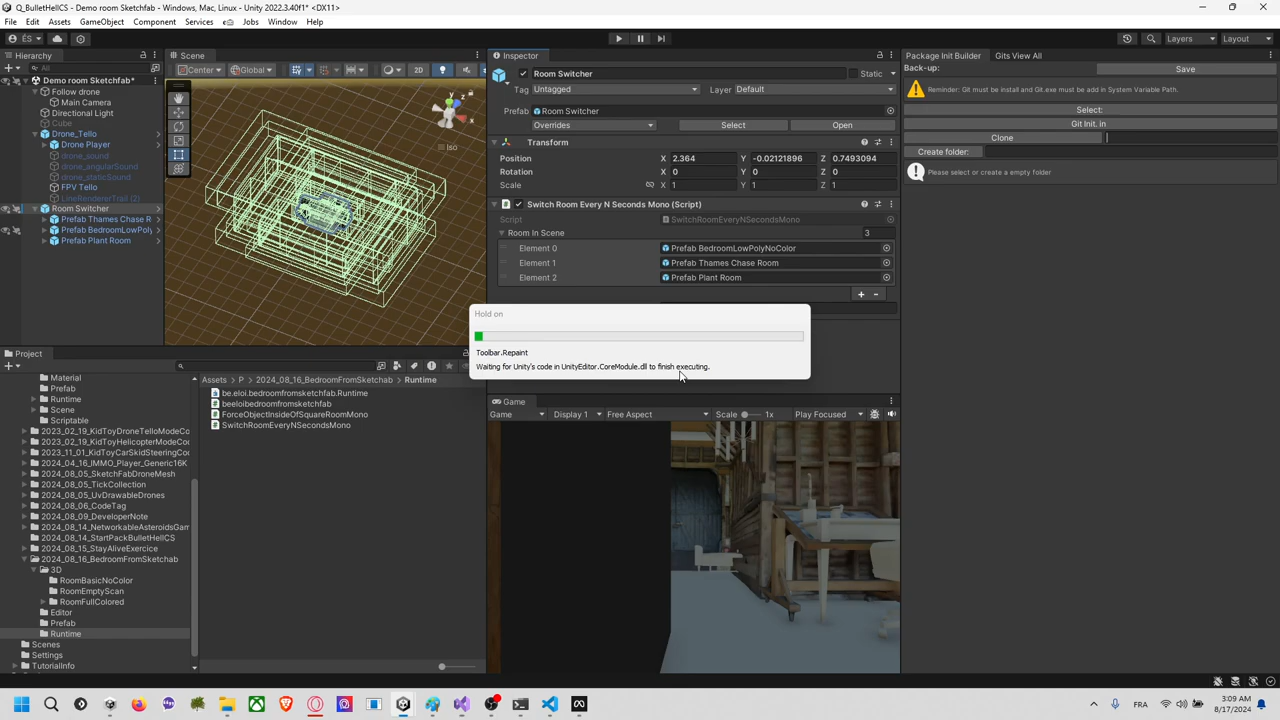 Q_BulletHellCS - Demo room Sketchfab - Windows, Mac, Linux - Unity 2022.3.40f1* <DX11>
File Edit Assets GameObject Component Services Jobs Window Help
ÉS Layers Layout
Hierarchy
All
Demo room Sketchfab*
Follow drone
Main Camera
Directional Light
Cube
Drone_Tello
Drone Player
drone_sound
drone_angularSound
drone_staticSound
FPV Tello
LineRendererTrail (2)
Room Switcher
Prefab Thames Chase R
Prefab BedroomLowPoly
Prefab Plant Room
Scene
Center Global 2D
y
z
Iso
Inspector
Room Switcher Static
Tag Untagged Layer Default
Prefab Room Switcher
Overrides Select Open
Transform
Position X 2.364 Y -0.02121896 Z 0.7493094
Rotation X 0 Y 0 Z 0
Scale X 1 Y 1 Z 1
Switch Room Every N Seconds Mono (Script)
Script SwitchRoomEveryNSecondsMono
Room In Scene 3
Element 0 Prefab BedroomLowPolyNoColor
Element 1 Prefab Thames Chase Room
Element 2 Prefab Plant Room
+ -
Hold on
Toolbar.Repaint
Waiting for Unity's code in UnityEditor.CoreModule.dll to finish executing.
Package Init Builder Gits View All
Back-up: Save
Reminder: Git must be install and Git.exe must be add in System Variable Path.
Select:
Git Init. in
Clone
Create folder:
Please select or create a empty folder
Project
Material
Prefab
Runtime
Scene
Scriptable
2023_02_19_KidToyDroneTelloModeCo
2023_02_19_KidToyHelicopterModeCo
2023_11_01_KidToyCarSkidSteeringCo
2024_04_16_IMMO_Player_Generic16K
2024_08_05_SketchFabDroneMesh
2024_08_05_TickCollection
2024_08_05_UvDrawableDrones
2024_08_06_CodeTag
2024_08_09_DeveloperNote
2024_08_14_NetworkableAsteroidsGam
2024_08_14_StartPackBulletHellCS
2024_08_15_StayAliveExercice
2024_08_16_BedroomFromSketchab
3D
RoomBasicNoColor
RoomEmptyScan
RoomFullColored
Editor
Prefab
Runtime
Scenes
Settings
TutorialInfo
Assets > P > 2024_08_16_BedroomFromSketchab > Runtime
be.eloi.bedroomfromsketchfab.Runtime
beeloibedroomfromsketchfab
ForceObjectInsideOfSquareRoomMono
SwitchRoomEveryNSecondsMono
Game
Game Display 1 Free Aspect Scale 1x Play Focused
FRA
3:09 AM
8/17/2024